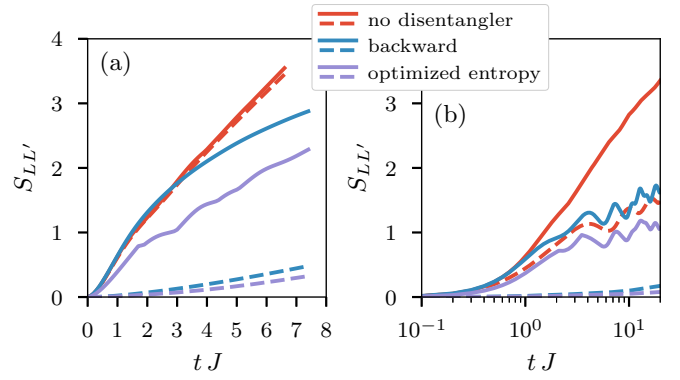 no disentangler
backward
optimized entropy
(a)
(b)
S_{LL'}
4
3
2
1
0
0 1 2 3 4 5 6 7 8
t J
S_{LL'}
4
3
2
1
0
10^{-1} 10^{0} 10^{1}
t J